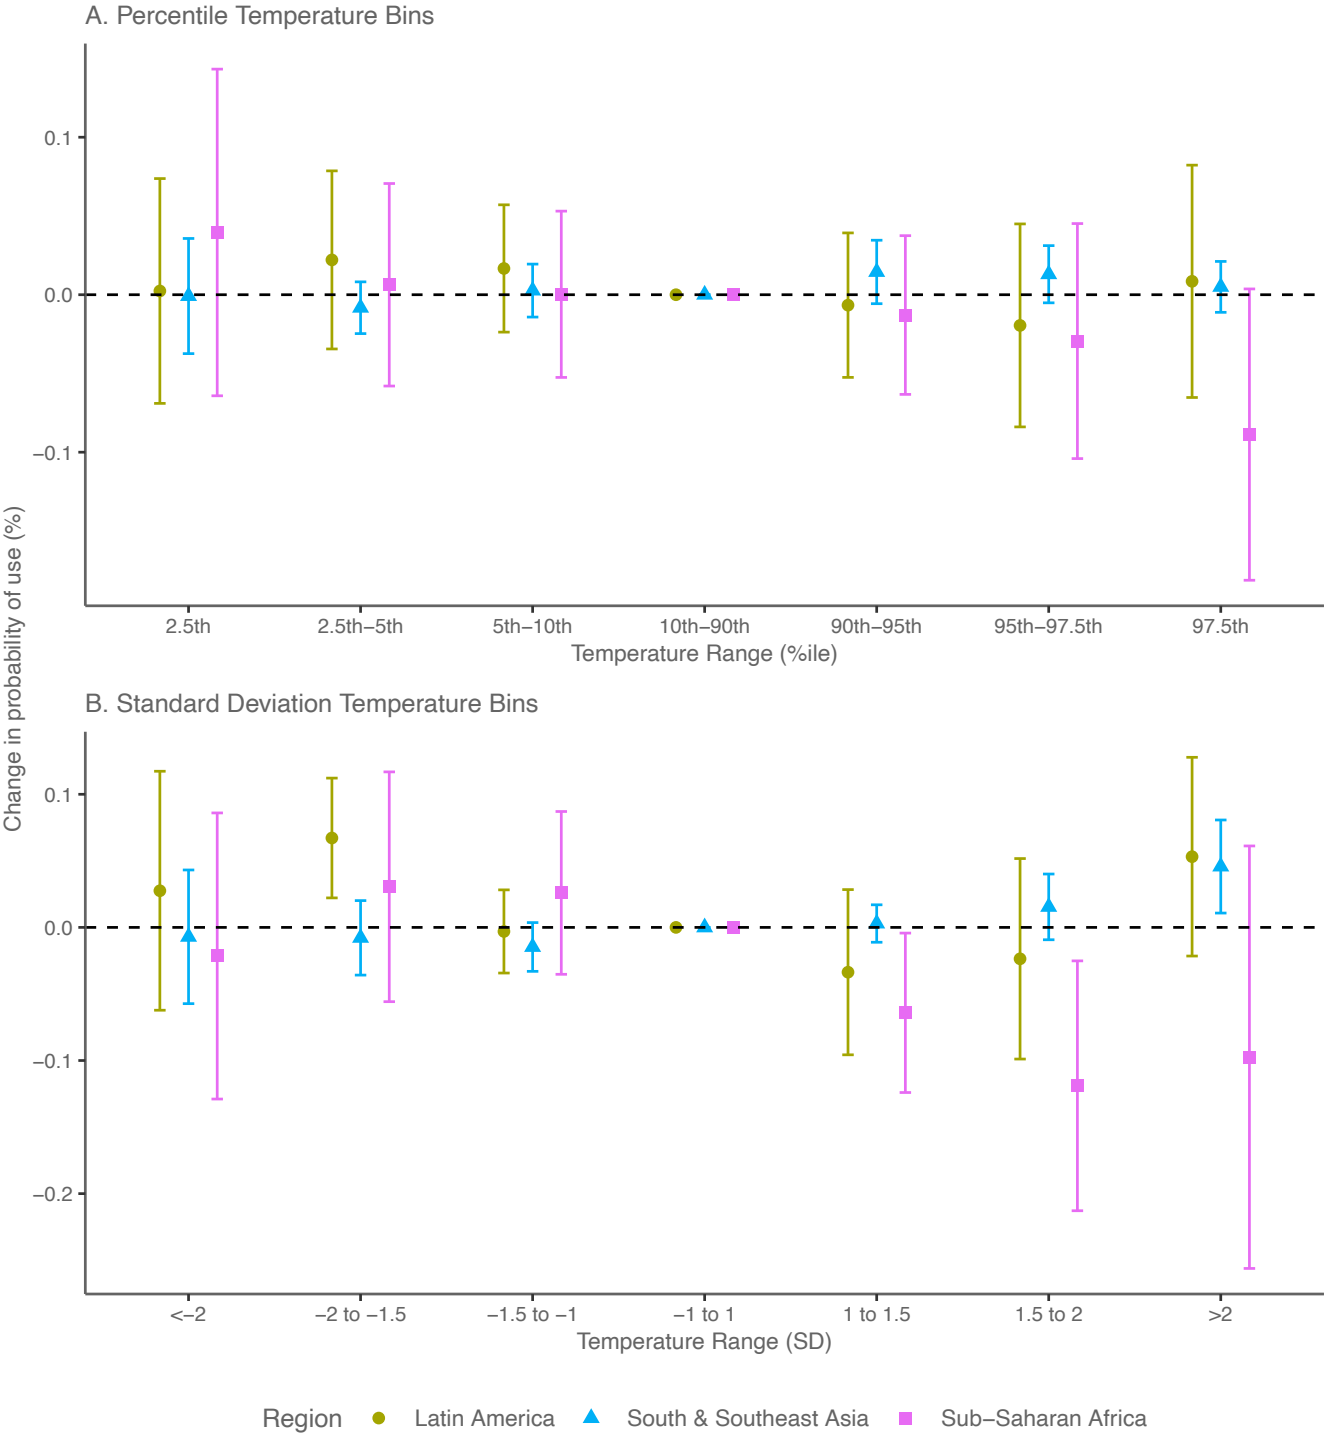 A. Percentile Temperature Bins
0.1
0.0
−0.1
2.5th 2.5th−5th 5th−10th 10th−90th 90th−95th 95th−97.5th 97.5th
Temperature Range (%ile)
Change in probability of use (%)
B. Standard Deviation Temperature Bins
0.1
0.0
−0.1
−0.2
<−2 −2 to −1.5 −1.5 to −1 −1 to 1 1 to 1.5 1.5 to 2 >2
Temperature Range (SD)
Region Latin America South & Southeast Asia Sub−Saharan Africa